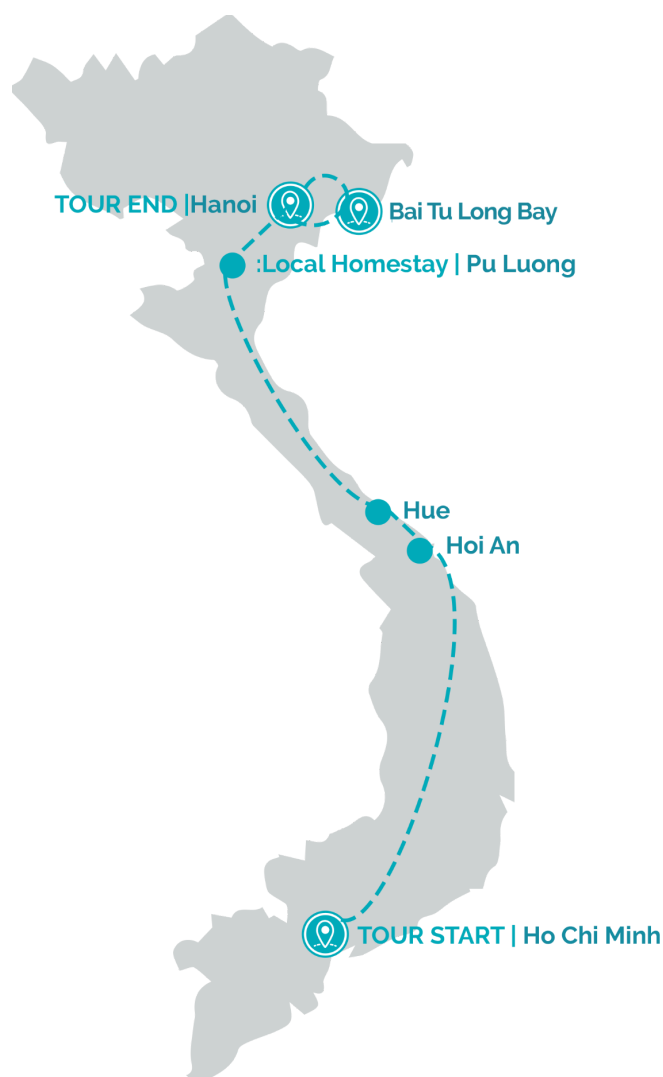 TOUR END |Hanoi
Bai Tu Long Bay
:Local Homestay | Pu Luong
Hue
Hoi An
TOUR START | Ho Chi Minh